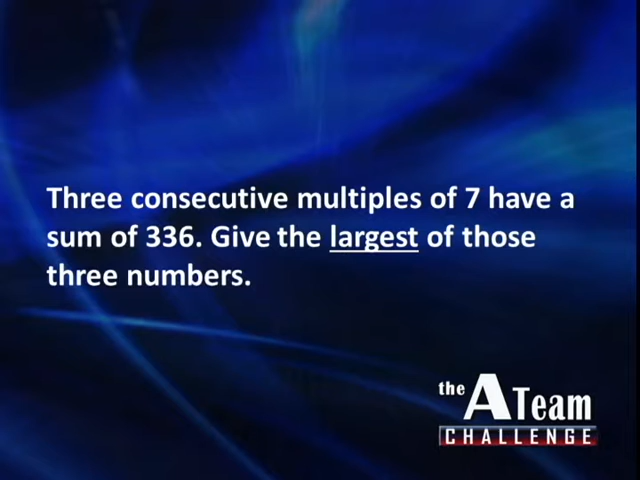 Three consecutive multiples of 7 have a
sum of 336. Give the largest of those
three numbers.
the A Team
CHALLENGE